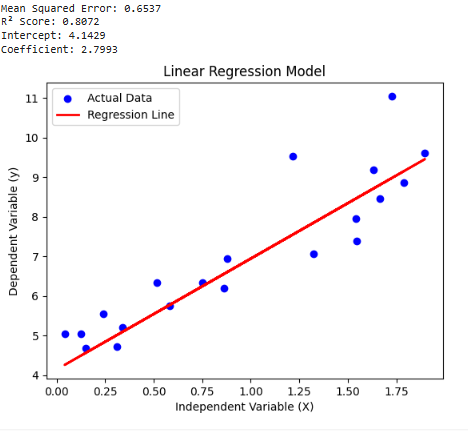 Mean Squared Error: 0.6537
R² Score: 0.8072
Intercept: 4.1429
Coefficient: 2.7993
Linear Regression Model
Actual Data
Regression Line
11
10
9
8
7
6
5
4
Dependent Variable (y)
0.00 0.25 0.50 0.75 1.00 1.25 1.50 1.75
Independent Variable (X)